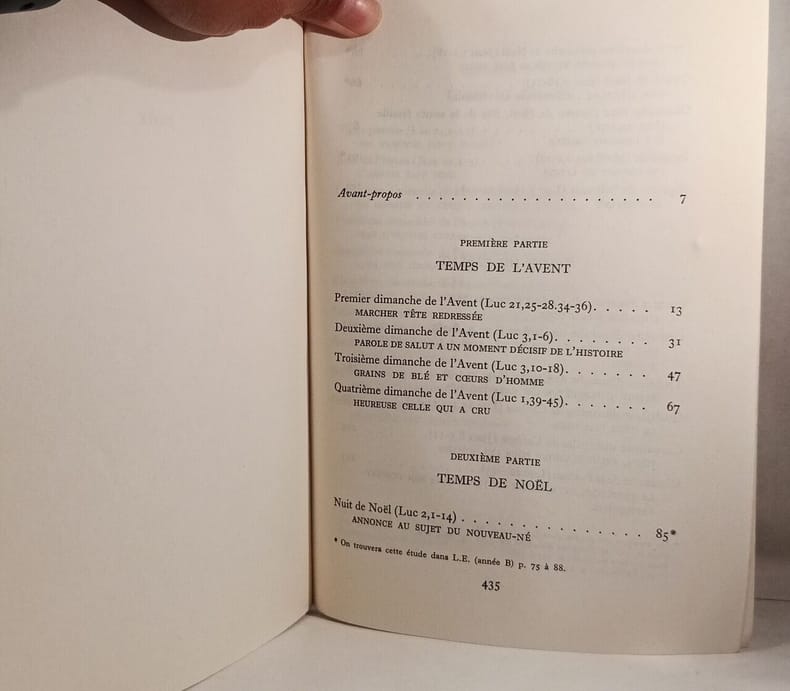 Avant-propos . . . . . . . . . . . . . . . . . . . . 7
PREMIÈRE PARTIE
TEMPS DE L'AVENT
Premier dimanche de l'Avent (Luc 21,25-28.34-36). . . . . 13
MARCHER TÊTE REDRESSÉE
Deuxième dimanche de l'Avent (Luc 3,1-6). . . . . . . . 31
PAROLE DE SALUT A UN MOMENT DÉCISIF DE L'HISTOIRE
Troisième dimanche de l'Avent (Luc 3,10-18). . . . . . . 47
GRAINS DE BLÉ ET CŒURS D'HOMME
Quatrième dimanche de l'Avent (Luc 1,39-45). . . . . . . 67
HEUREUSE CELLE QUI A CRU
DEUXIÈME PARTIE
TEMPS DE NOËL
Nuit de Noël (Luc 2,1-14) . . . . . . . . . . . . . . . 85*
ANNONCE AU SUJET DU NOUVEAU-NÉ
* On trouvera cette étude dans L.E. (année B) p. 75 à 88.
435